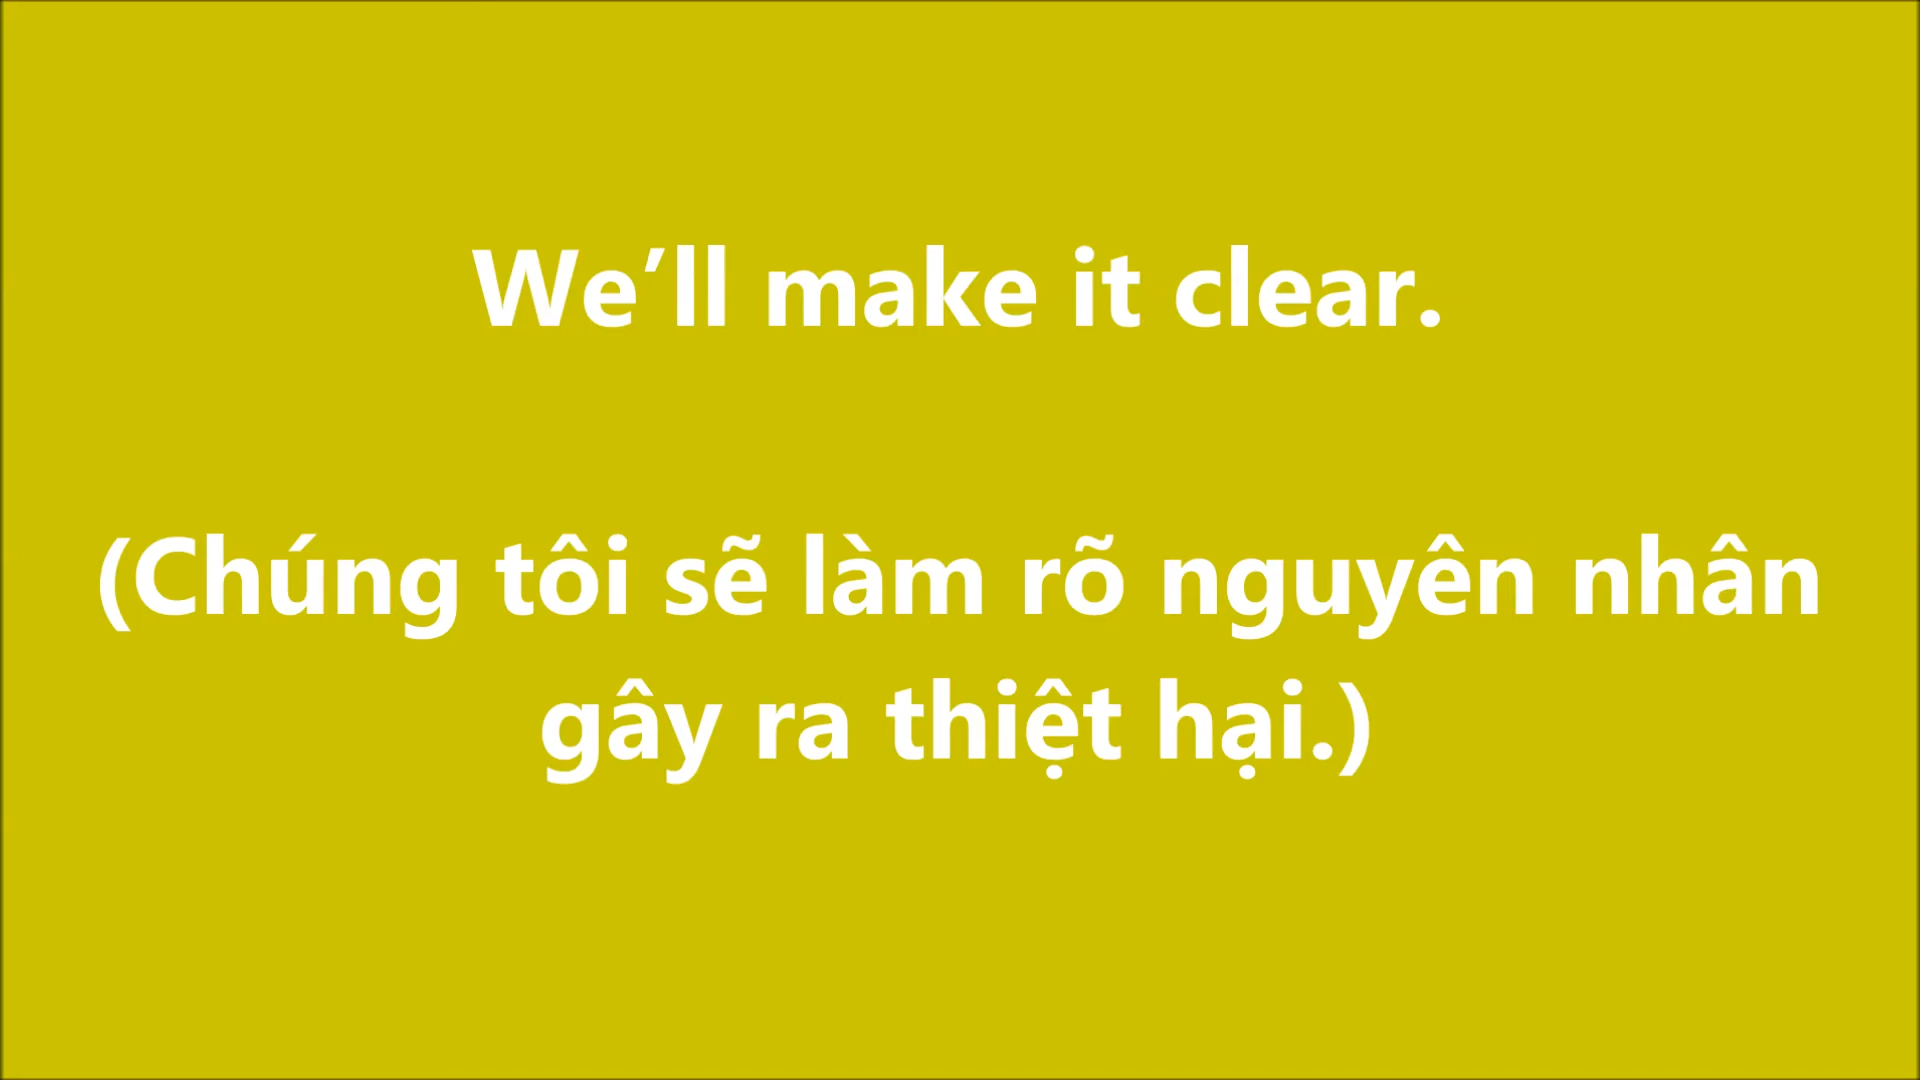 We’ll make it clear.
(Chúng tôi sẽ làm rõ nguyên nhân
gây ra thiệt hại.)